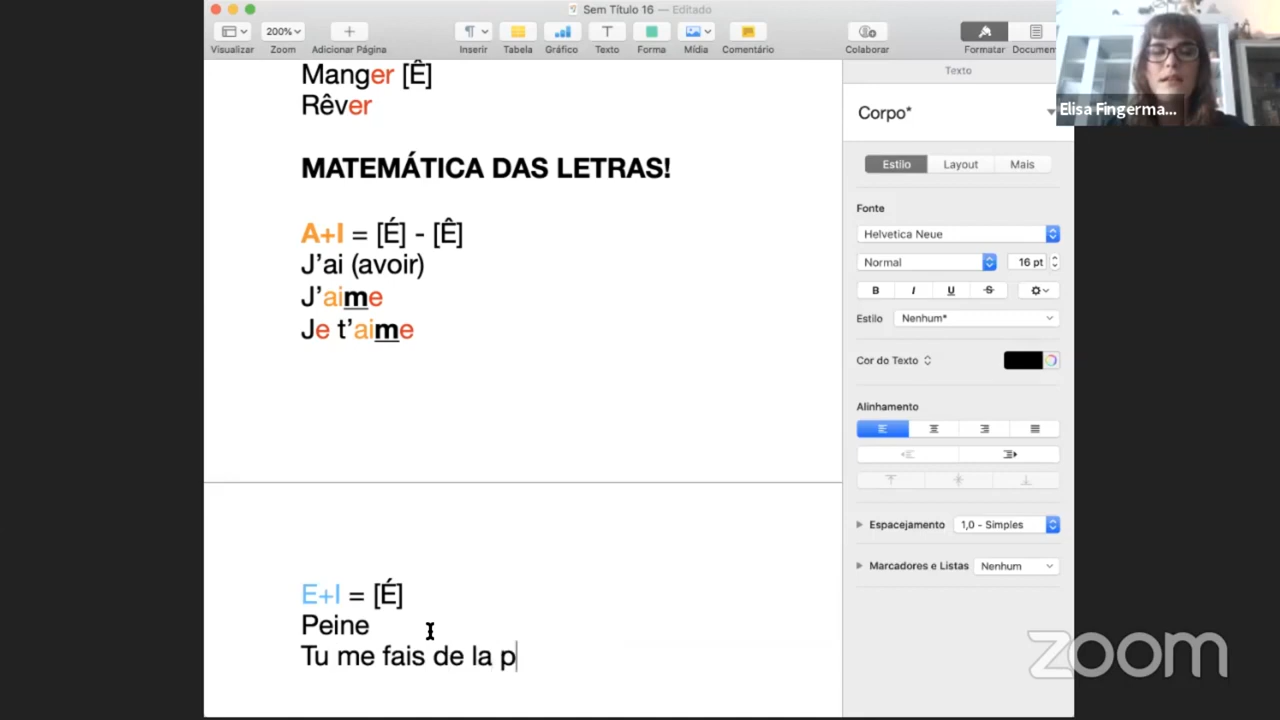 Sem Título 16 — Editado
200%
Visualizar
Zoom
Adicionar Página
Inserir
Tabela
Gráfico
Texto
Forma
Mídia
Comentário
Colaborar
Formatar
Documen
Elisa Fingerma...
Manger [Ê]
Rêver
MATEMÁTICA DAS LETRAS!
A+I = [É] - [Ê]
J’ai (avoir)
J’aime
Je t’aime
E+I = [É]
Peine
Tu me fais de la p
Texto
Corpo*
Estilo
Layout
Mais
Fonte
Helvetica Neue
Normal
16 pt
B I U S
Estilo
Nenhum*
Cor do Texto
Alinhamento
Espacejamento
1,0 - Simples
Marcadores e Listas
Nenhum
zoom